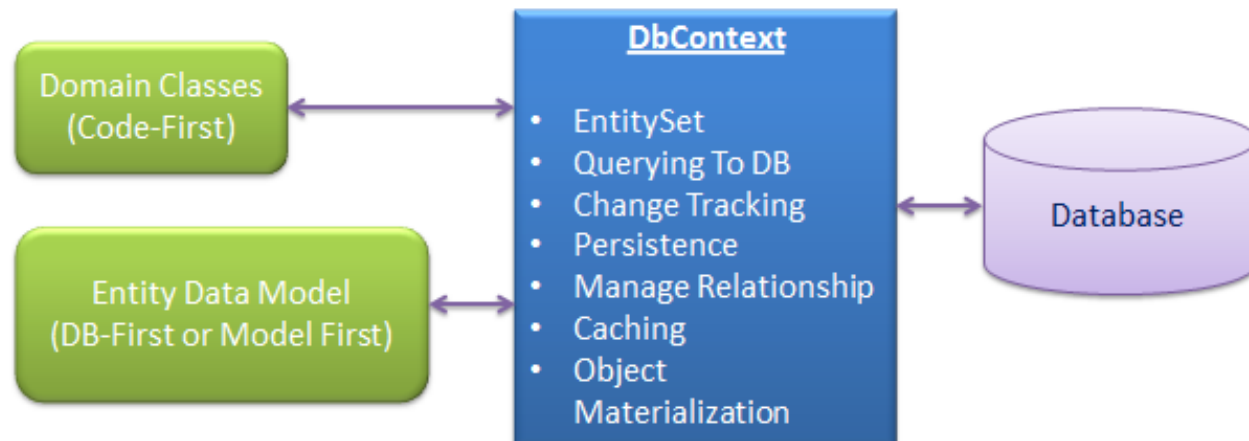 Domain Classes
(Code-First)
Entity Data Model
(DB-First or Model First)
DbContext
• EntitySet
• Querying To DB
• Change Tracking
• Persistence
• Manage Relationship
• Caching
• Object
Materialization
Database